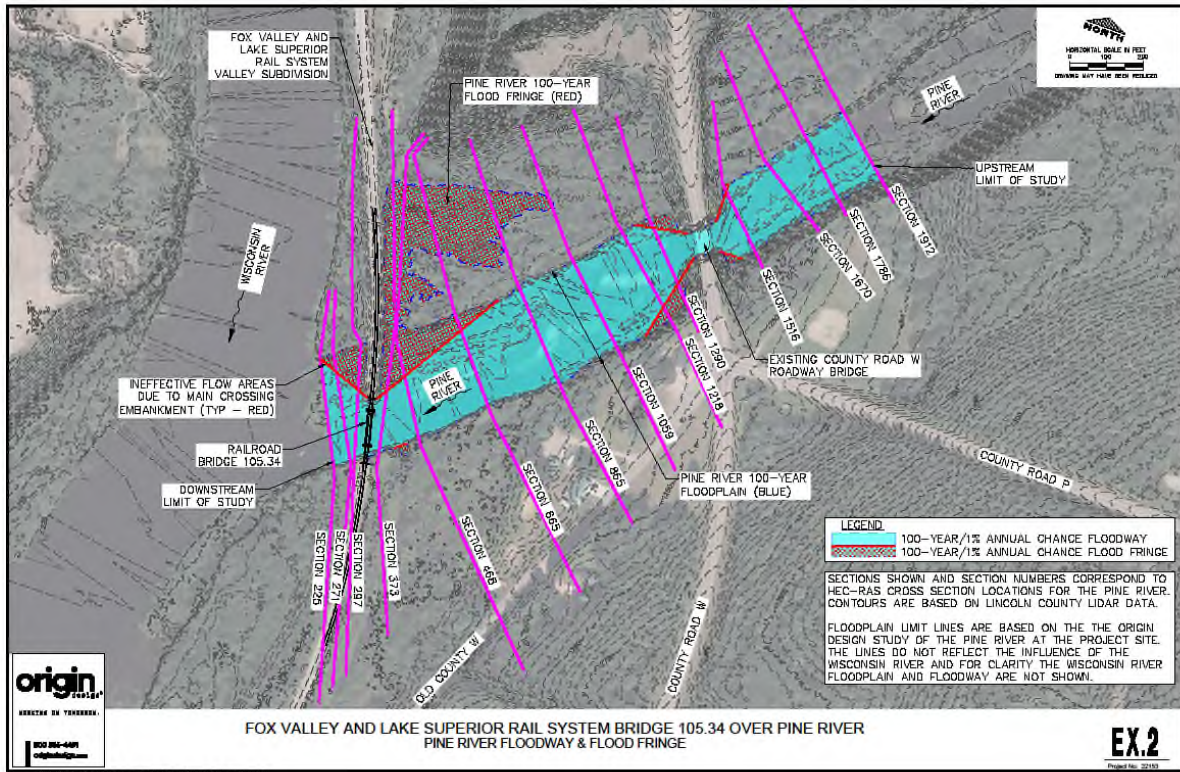 FOX VALLEY AND
LAKE SUPERIOR
RAIL SYSTEM
VALLEY SUBDIVISION
PINE RIVER 100-YEAR
FLOOD FRINGE (RED)
NORTH
HORIZONTAL SCALE IN FEET
0 100 200
DRAWING MAY HAVE BEEN REDUCED
PINE
RIVER
UPSTREAM
LIMIT OF STUDY
WISCONSIN
RIVER
SECTION 1912
SECTION 1786
SECTION 1670
SECTION 1516
SECTION 1290
SECTION 1218
SECTION 1059
EXISTING COUNTY ROAD W
ROADWAY BRIDGE
INEFFECTIVE FLOW AREAS
DUE TO MAIN CROSSING
EMBANKMENT (TYP - RED)
PINE
RIVER
RAILROAD
BRIDGE 105.34
DOWNSTREAM
LIMIT OF STUDY
PINE RIVER 100-YEAR
FLOODPLAIN (BLUE)
SECTION 226
SECTION 271
SECTION 297
SECTION 373
SECTION 466
SECTION 665
SECTION 865
COUNTY ROAD P
OLD COUNTY W
COUNTY ROAD W
LEGEND
100-YEAR/1% ANNUAL CHANCE FLOODWAY
100-YEAR/1% ANNUAL CHANCE FLOOD FRINGE
SECTIONS SHOWN AND SECTION NUMBERS CORRESPOND TO
HEC-RAS CROSS SECTION LOCATIONS FOR THE PINE RIVER.
CONTOURS ARE BASED ON LINCOLN COUNTY LIDAR DATA.
FLOODPLAIN LIMIT LINES ARE BASED ON THE THE ORIGIN
DESIGN STUDY OF THE PINE RIVER AT THE PROJECT SITE.
THE LINES DO NOT REFLECT THE INFLUENCE OF THE
WISCONSIN RIVER AND FOR CLARITY THE WISCONSIN RIVER
FLOODPLAIN AND FLOODWAY ARE NOT SHOWN.
origin
design
WORKING ON TOMORROW.
origindesign.com
FOX VALLEY AND LAKE SUPERIOR RAIL SYSTEM BRIDGE 105.34 OVER PINE RIVER
PINE RIVER FLOODWAY & FLOOD FRINGE
EX.2
Project No. 22153